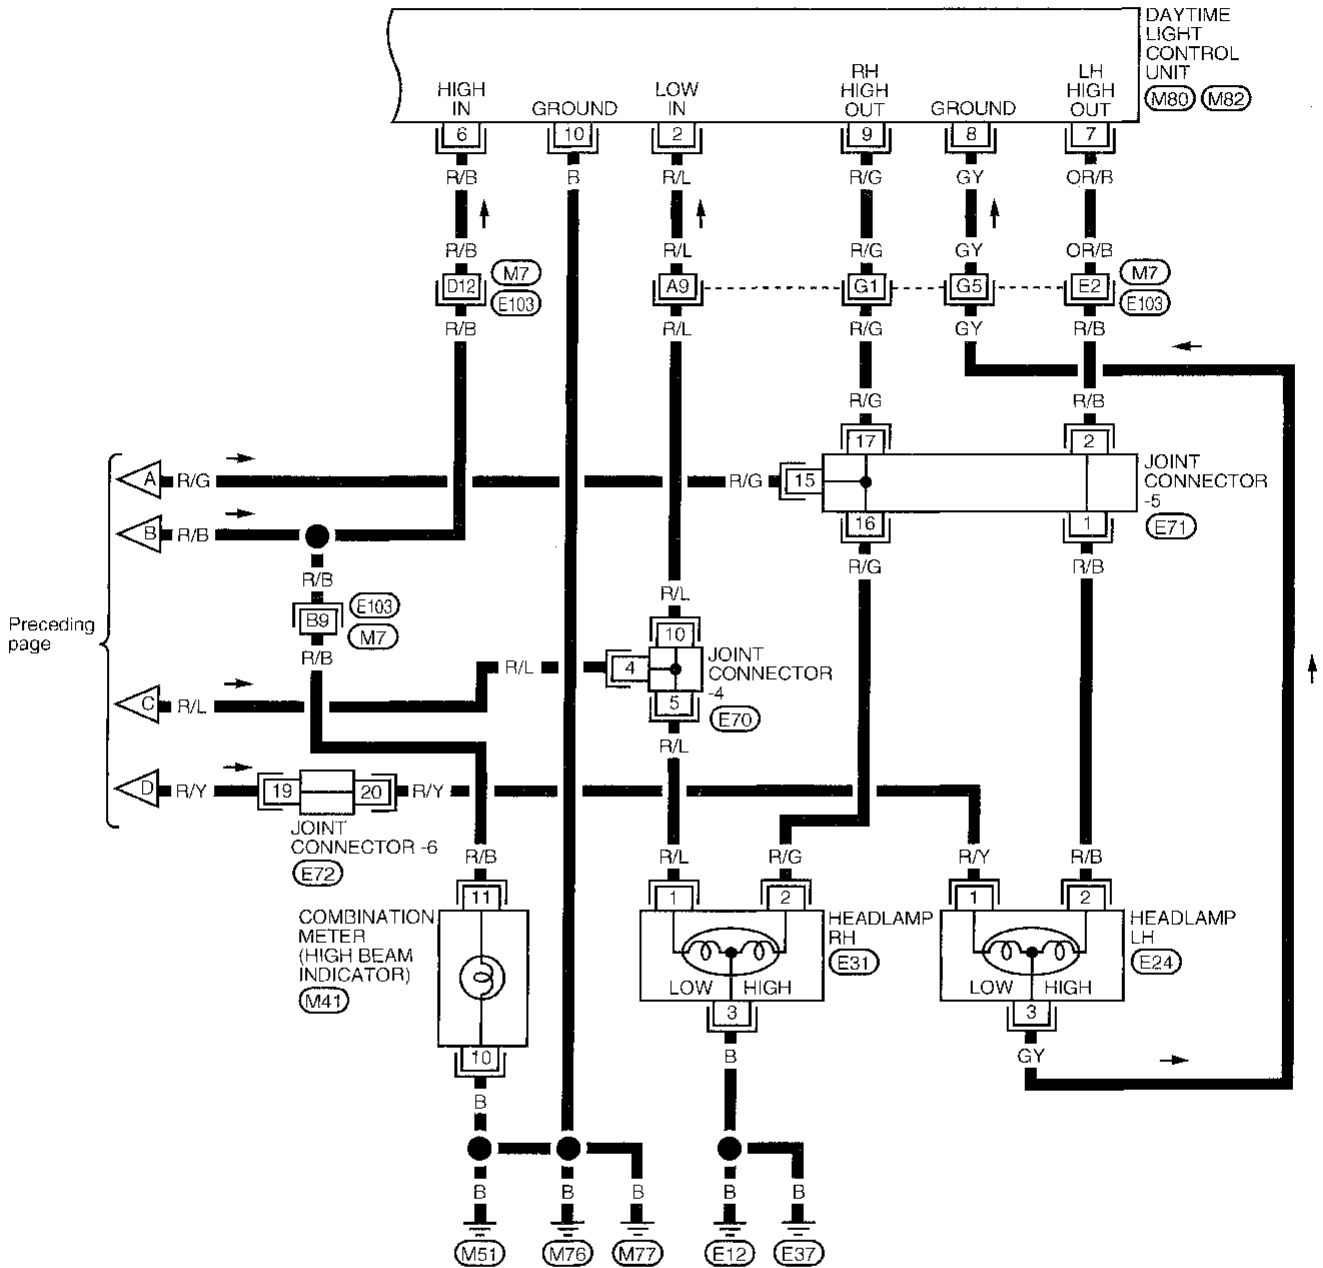 DAYTIME
LIGHT
CONTROL
UNIT
M80 M82
HIGH
IN
GROUND
LOW
IN
RH
HIGH
OUT
GROUND
LH
HIGH
OUT
6 10 2 9 8 7
R/B B R/L R/G GY OR/B
R/B R/L R/G GY OR/B
D12 M7 A9 G1 G5 E2 M7
E103 E103
R/B R/L R/G GY R/B
R/G R/B
17 2
A R/G R/G 15
JOINT
CONNECTOR
-5
E71
16 1
B R/B
R/G R/B
R/B R/L
B9 E103
M7
R/B
Preceding
page
10
4
5
JOINT
CONNECTOR
-4
E70
R/L
C R/L
R/L
D R/Y 19 20 R/Y
JOINT
CONNECTOR -6
E72
R/B R/L R/G R/Y R/B
11 1 2 1 2
COMBINATION
METER
(HIGH BEAM
INDICATOR)
M41
HEADLAMP
RH
E31
HEADLAMP
LH
E24
LOW HIGH LOW HIGH
3 3
10
B GY
B
B B B B B
M51 M76 M77 E12 E37